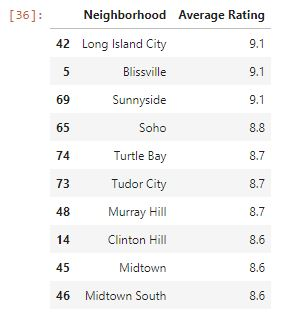 [36]: Neighborhood Average Rating
42 Long Island City 9.1
5 Blissville 9.1
69 Sunnyside 9.1
65 Soho 8.8
74 Turtle Bay 8.7
73 Tudor City 8.7
48 Murray Hill 8.7
14 Clinton Hill 8.6
45 Midtown 8.6
46 Midtown South 8.6